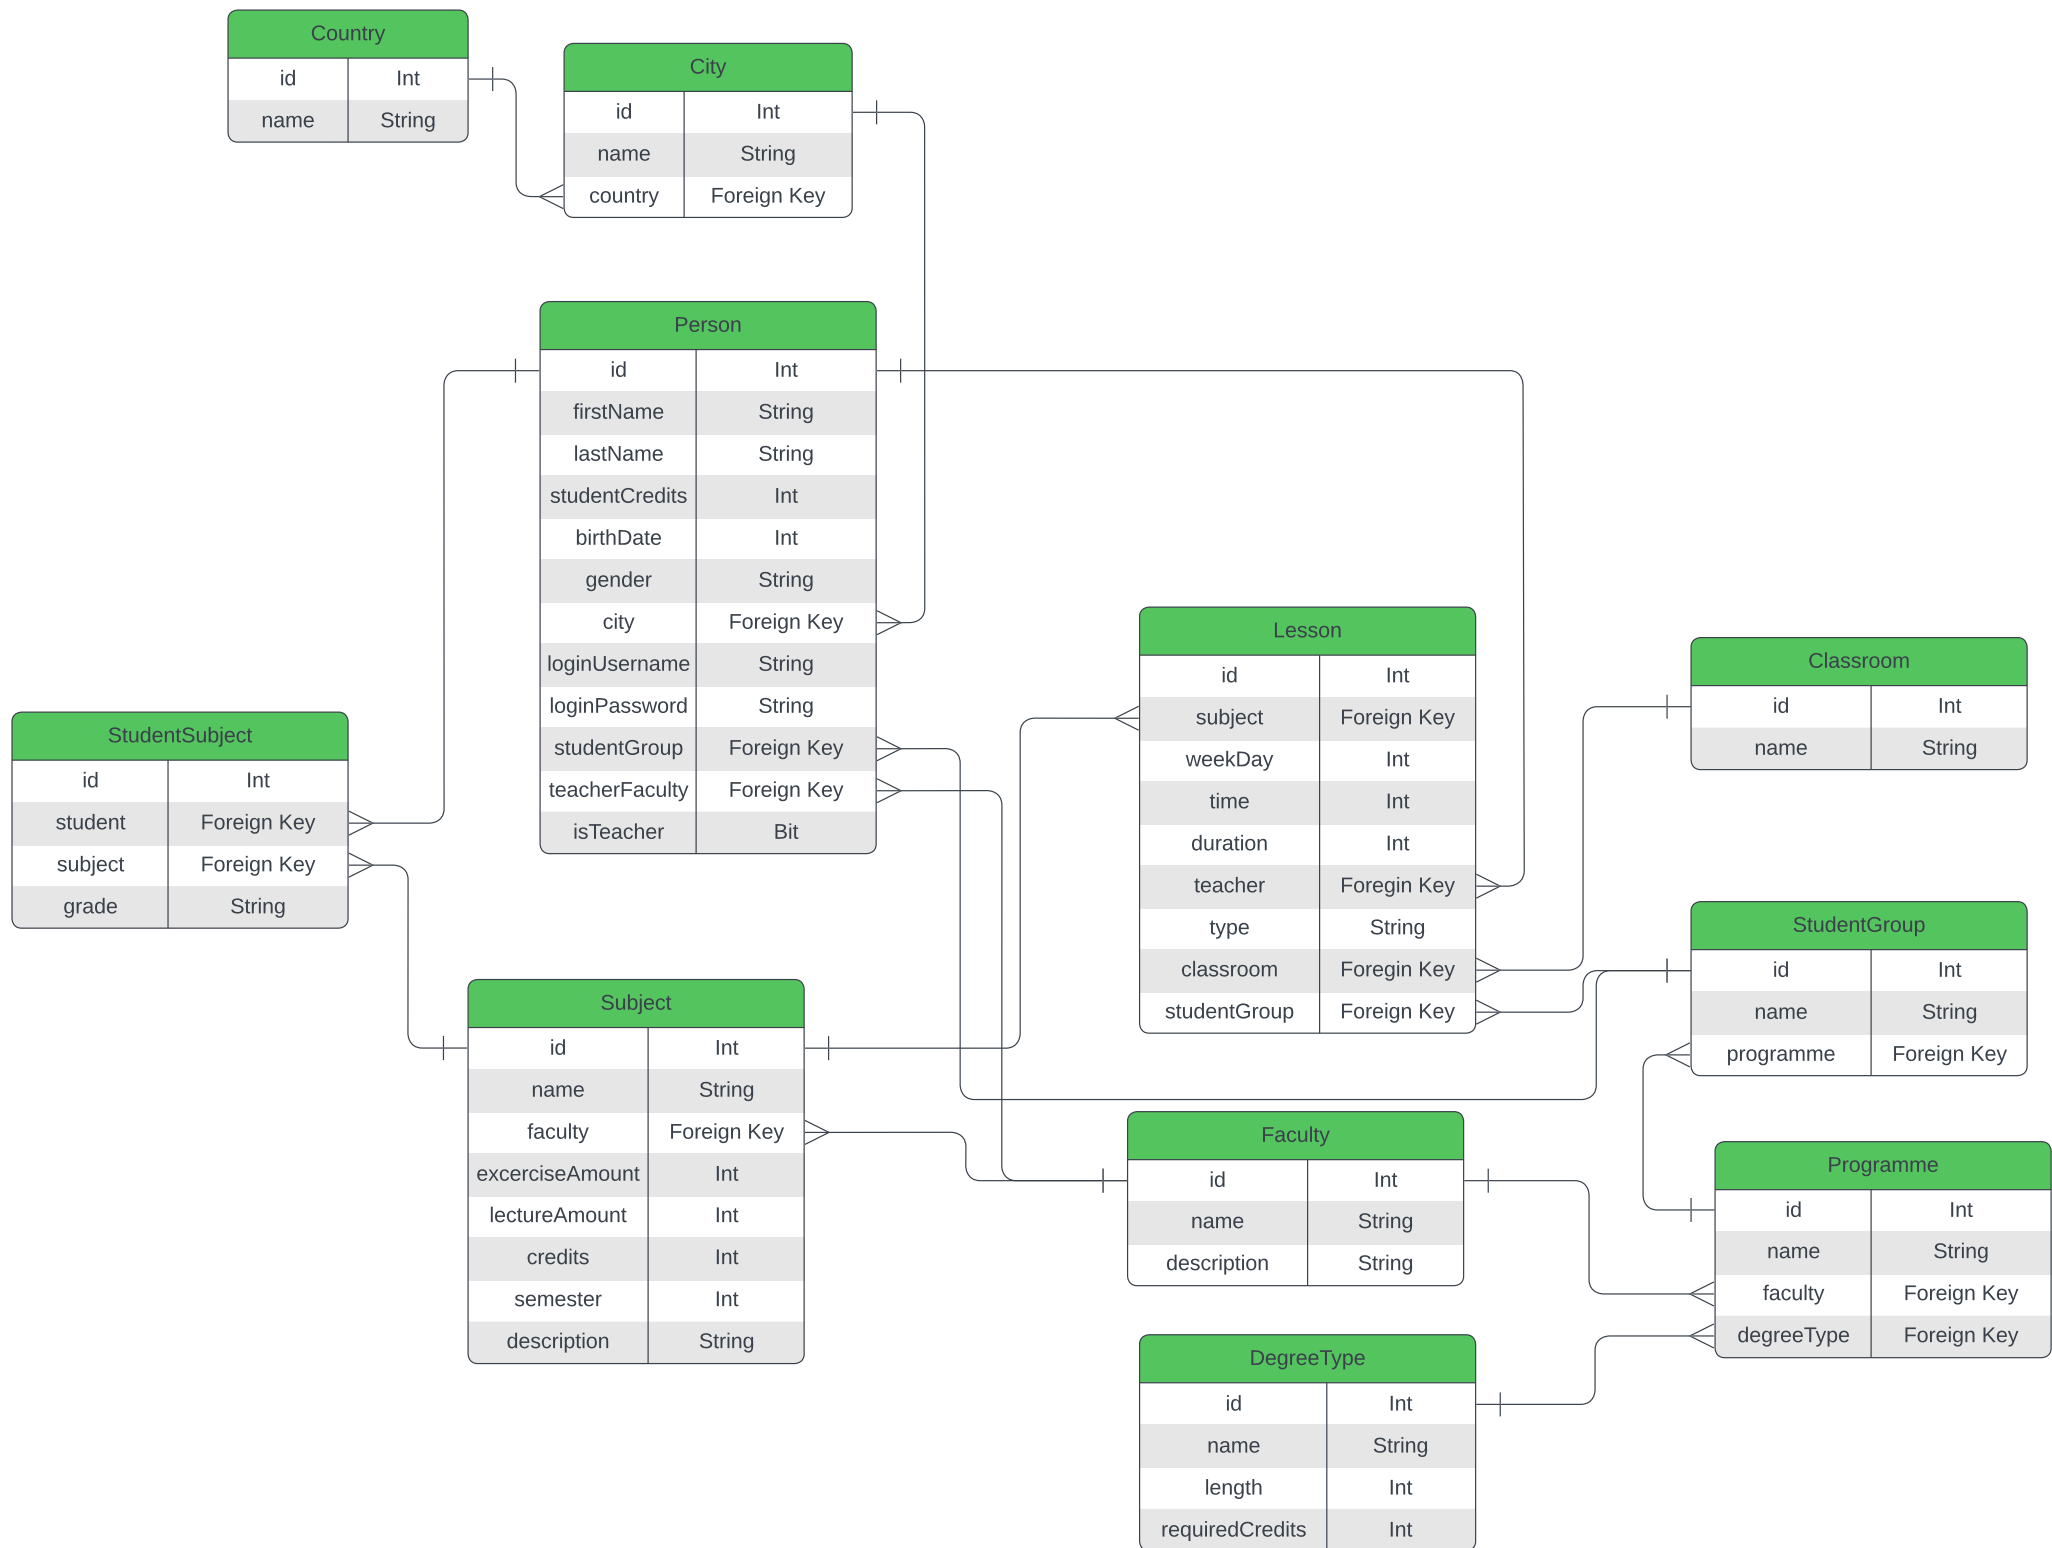 Country
id Int
name String
City
id Int
name String
country Foreign Key
Person
id Int
firstName String
lastName String
studentCredits Int
birthDate Int
gender String
city Foreign Key
loginUsername String
loginPassword String
studentGroup Foreign Key
teacherFaculty Foreign Key
isTeacher Bit
Lesson
id Int
subject Foreign Key
weekDay Int
time Int
duration Int
teacher Foregin Key
type String
classroom Foregin Key
studentGroup Foreign Key
Classroom
id Int
name String
StudentSubject
id Int
student Foreign Key
subject Foreign Key
grade String
StudentGroup
id Int
name String
programme Foreign Key
Subject
id Int
name String
faculty Foreign Key
excerciseAmount Int
lectureAmount Int
credits Int
semester Int
description String
Faculty
id Int
name String
description String
Programme
id Int
name String
faculty Foreign Key
degreeType Foreign Key
DegreeType
id Int
name String
length Int
requiredCredits Int